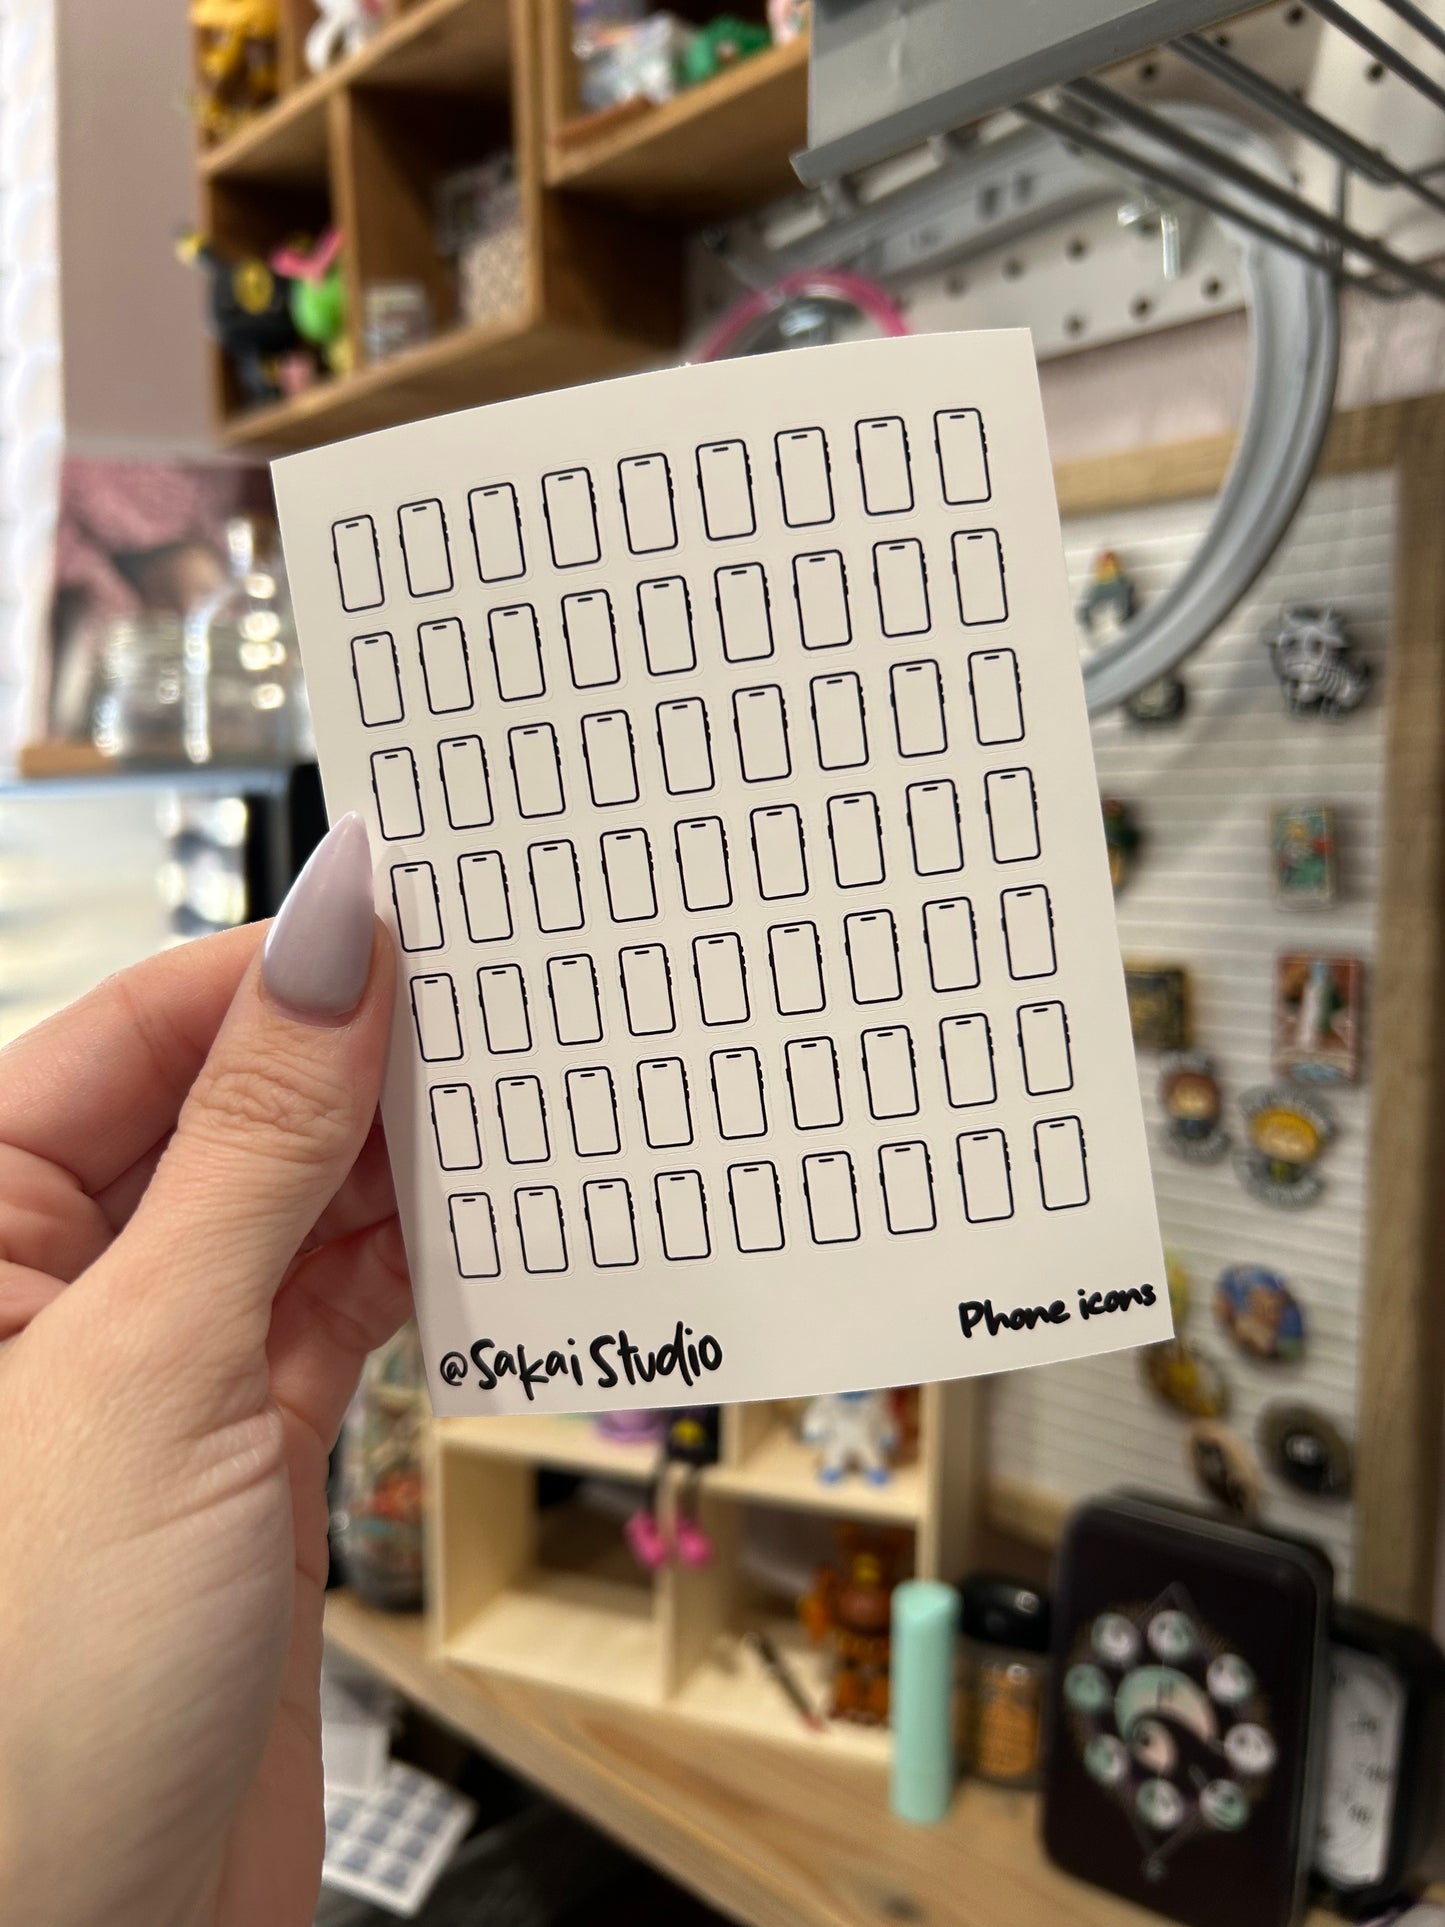 Phone icons
@Sakai Studio